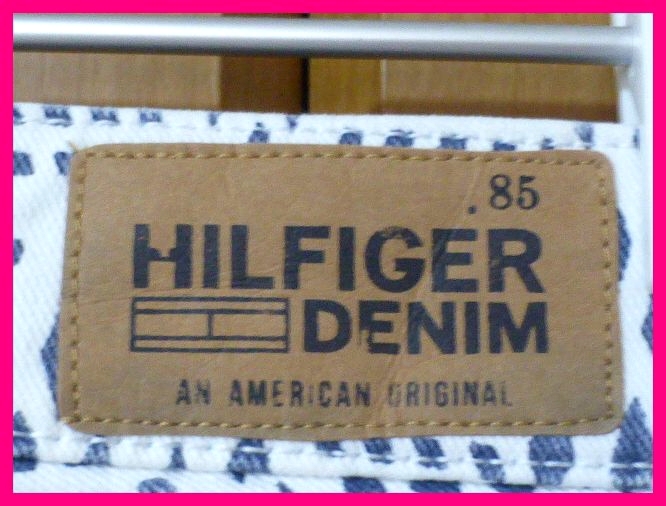 .85
HILFIGER
DENIM
AN AMERICAN ORIGINAL